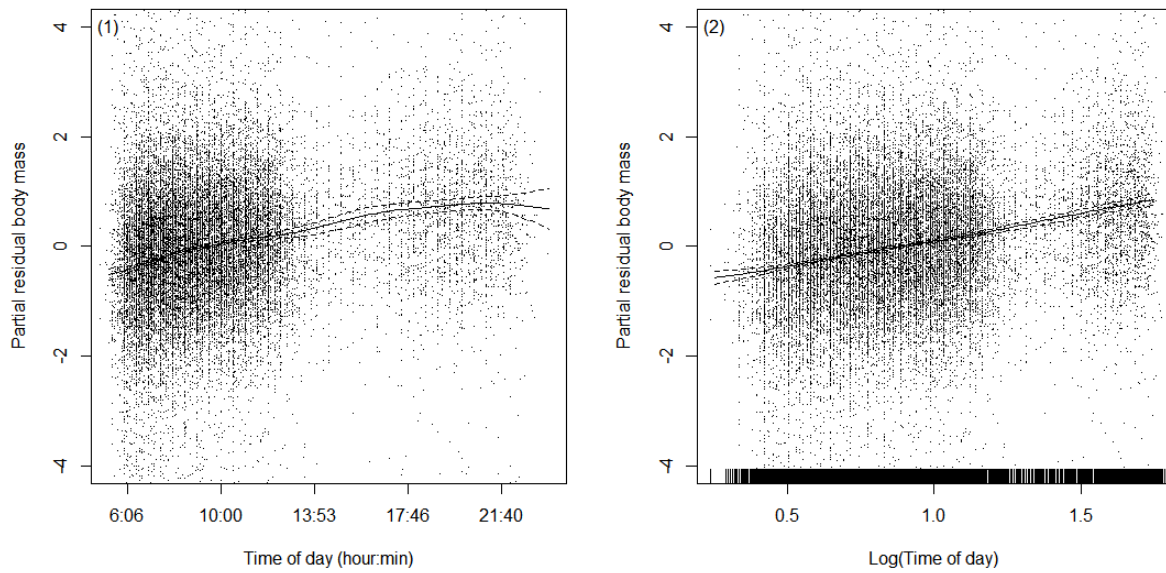 (1)
4
2
0
-2
-4
Partial residual body mass
6:06 10:00 13:53 17:46 21:40
Time of day (hour:min)
(2)
4
2
0
-2
-4
Partial residual body mass
0.5 1.0 1.5
Log(Time of day)